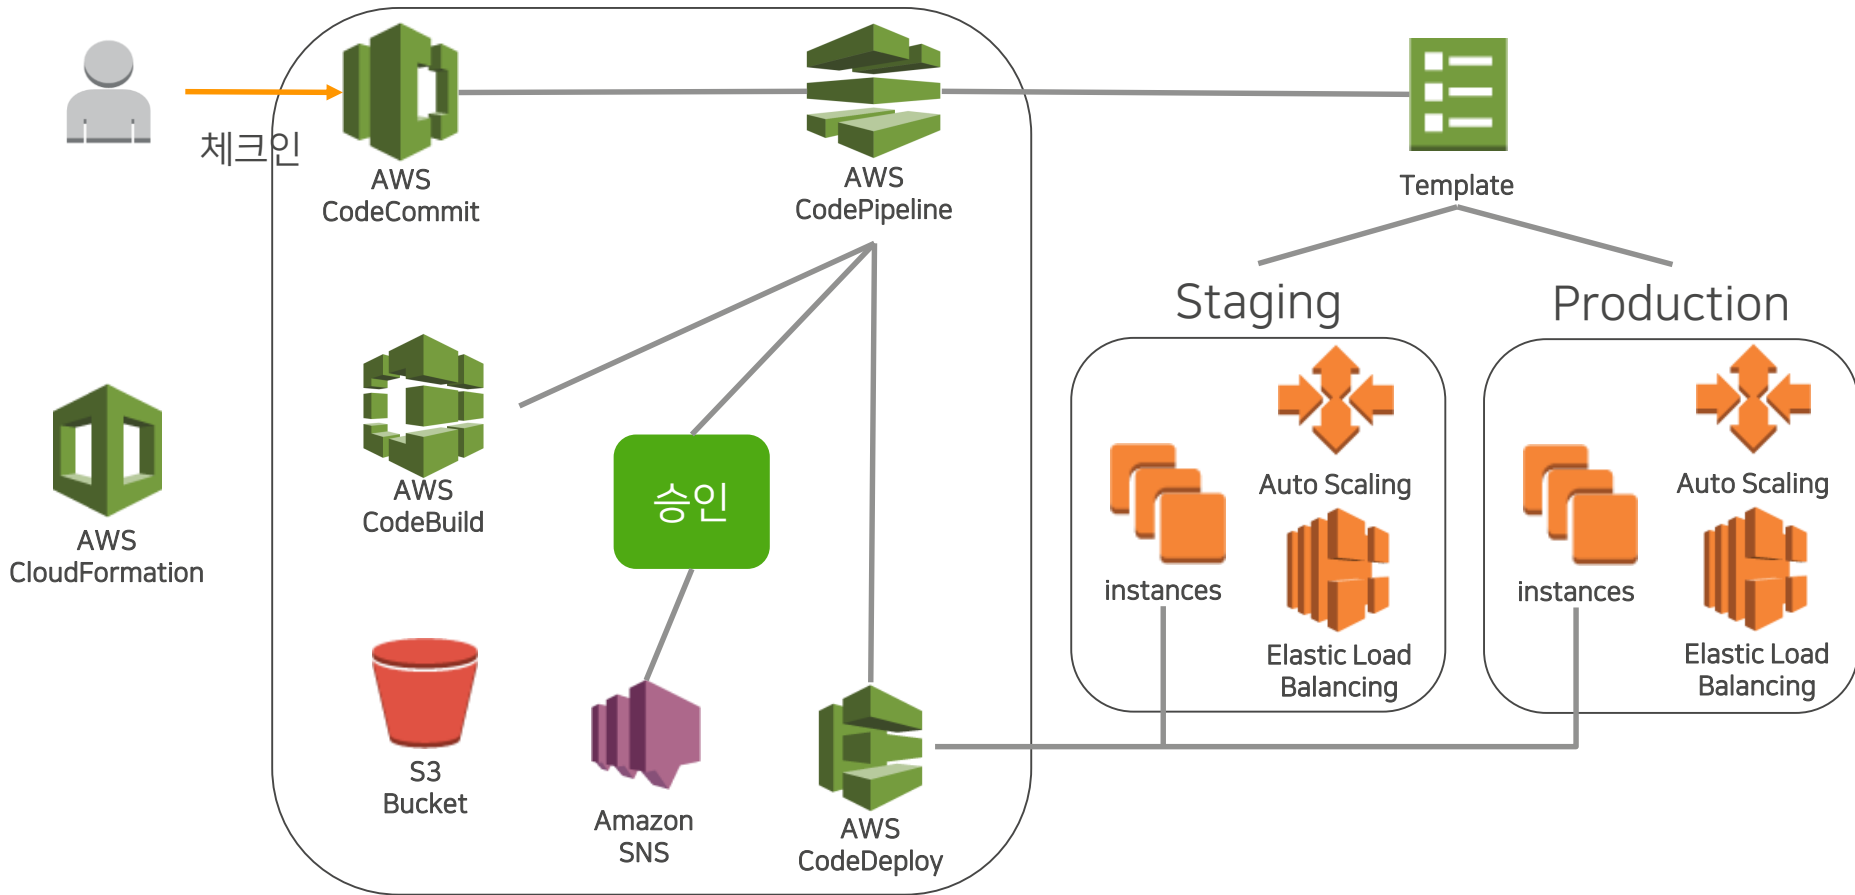 체크인
AWS
CodeCommit
AWS
CodePipeline
Template
Staging
Production
AWS
CloudFormation
AWS
CodeBuild
승인
S3
Bucket
Amazon
SNS
AWS
CodeDeploy
Auto Scaling
instances
Elastic Load
Balancing
Auto Scaling
instances
Elastic Load
Balancing